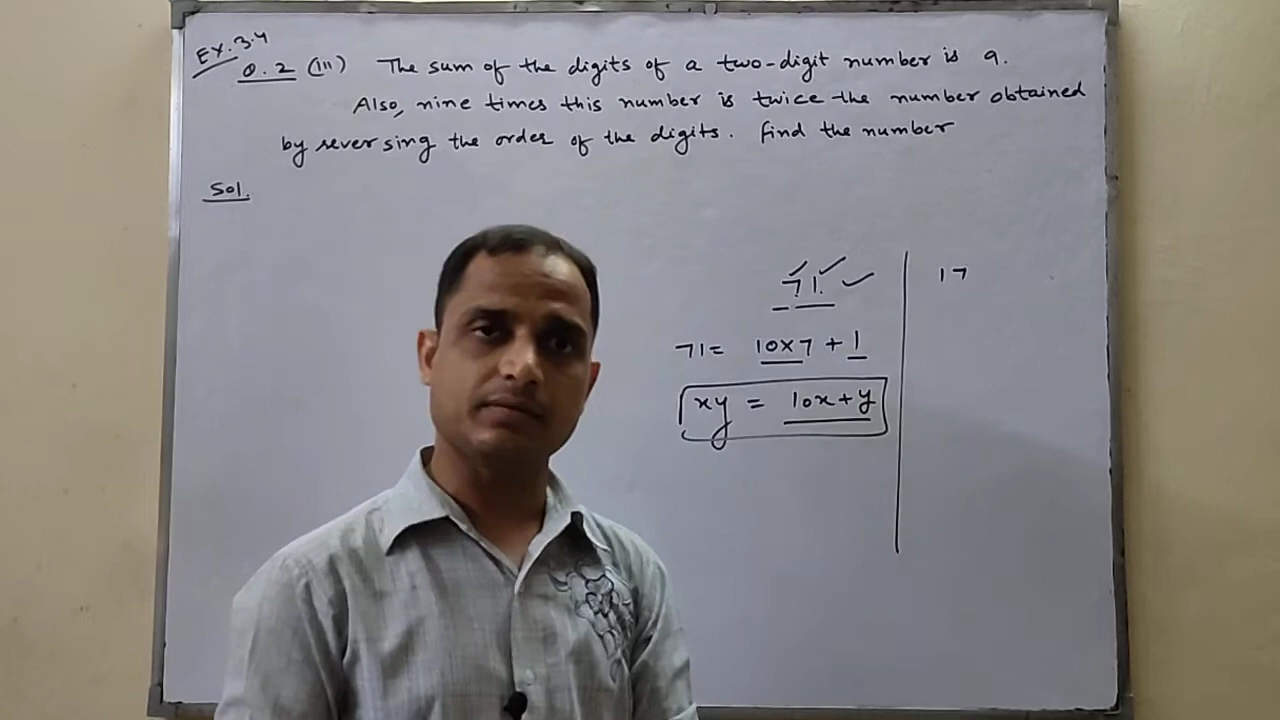 Ex. 3.4
Q. 2 (III) The sum of the digits of a two-digit number is 9.
Also, nine times this number is twice the number obtained
by reversing the order of the digits. Find the number
Sol.
71
17
71= 10x7 + 1
xy = 10x+y